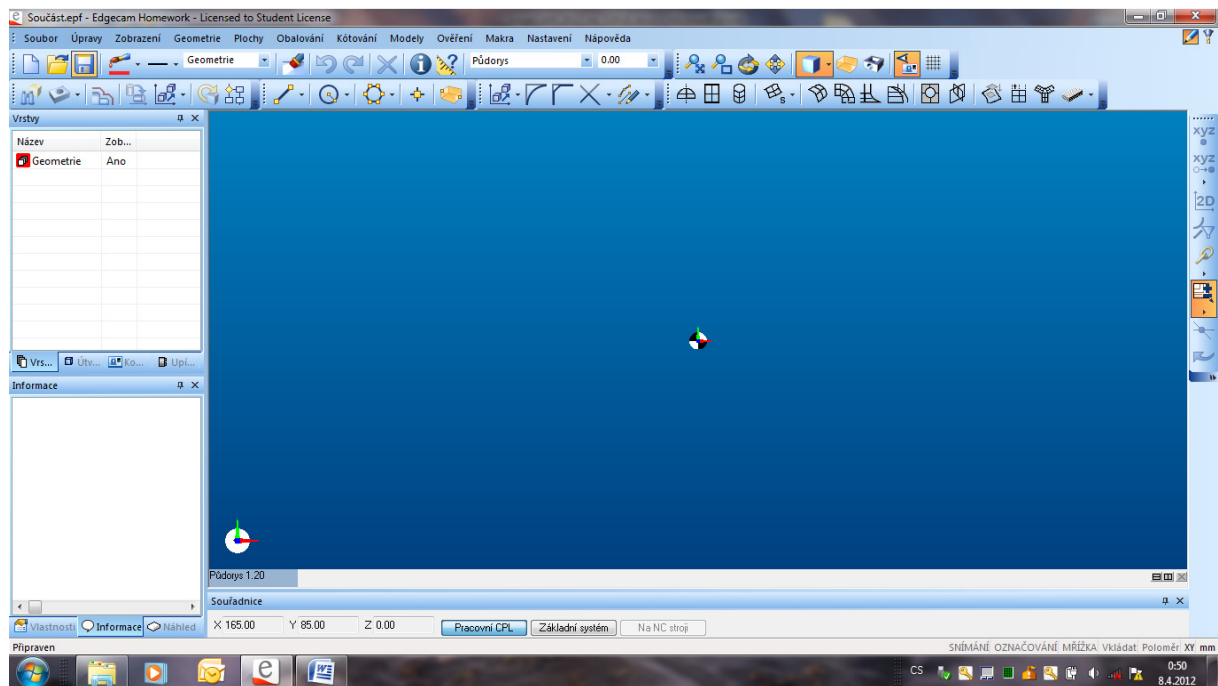 Součást.epf - Edgecam Homework - Licensed to Student License
Soubor Úpravy Zobrazení Geometrie Plochy Obalování Kótování Modely Ověření Makra Nastavení Nápověda
Geometrie Půdorys 0.00
Vrstvy
Název Zob...
Geometrie Ano
xyz
xyz
2D
Vrs... Útv... Ko... Upí...
Informace
Půdorys 1.20
Souřadnice
Vlastnosti Informace Náhled X 165.00 Y 85.00 Z 0.00 Pracovní CPL Základní systém Na NC stroji
Připraven SNÍMÁNÍ OZNAČOVÁNÍ MŘÍŽKA Vkládat Poloměr XY mm
CS 0:50
8.4.2012